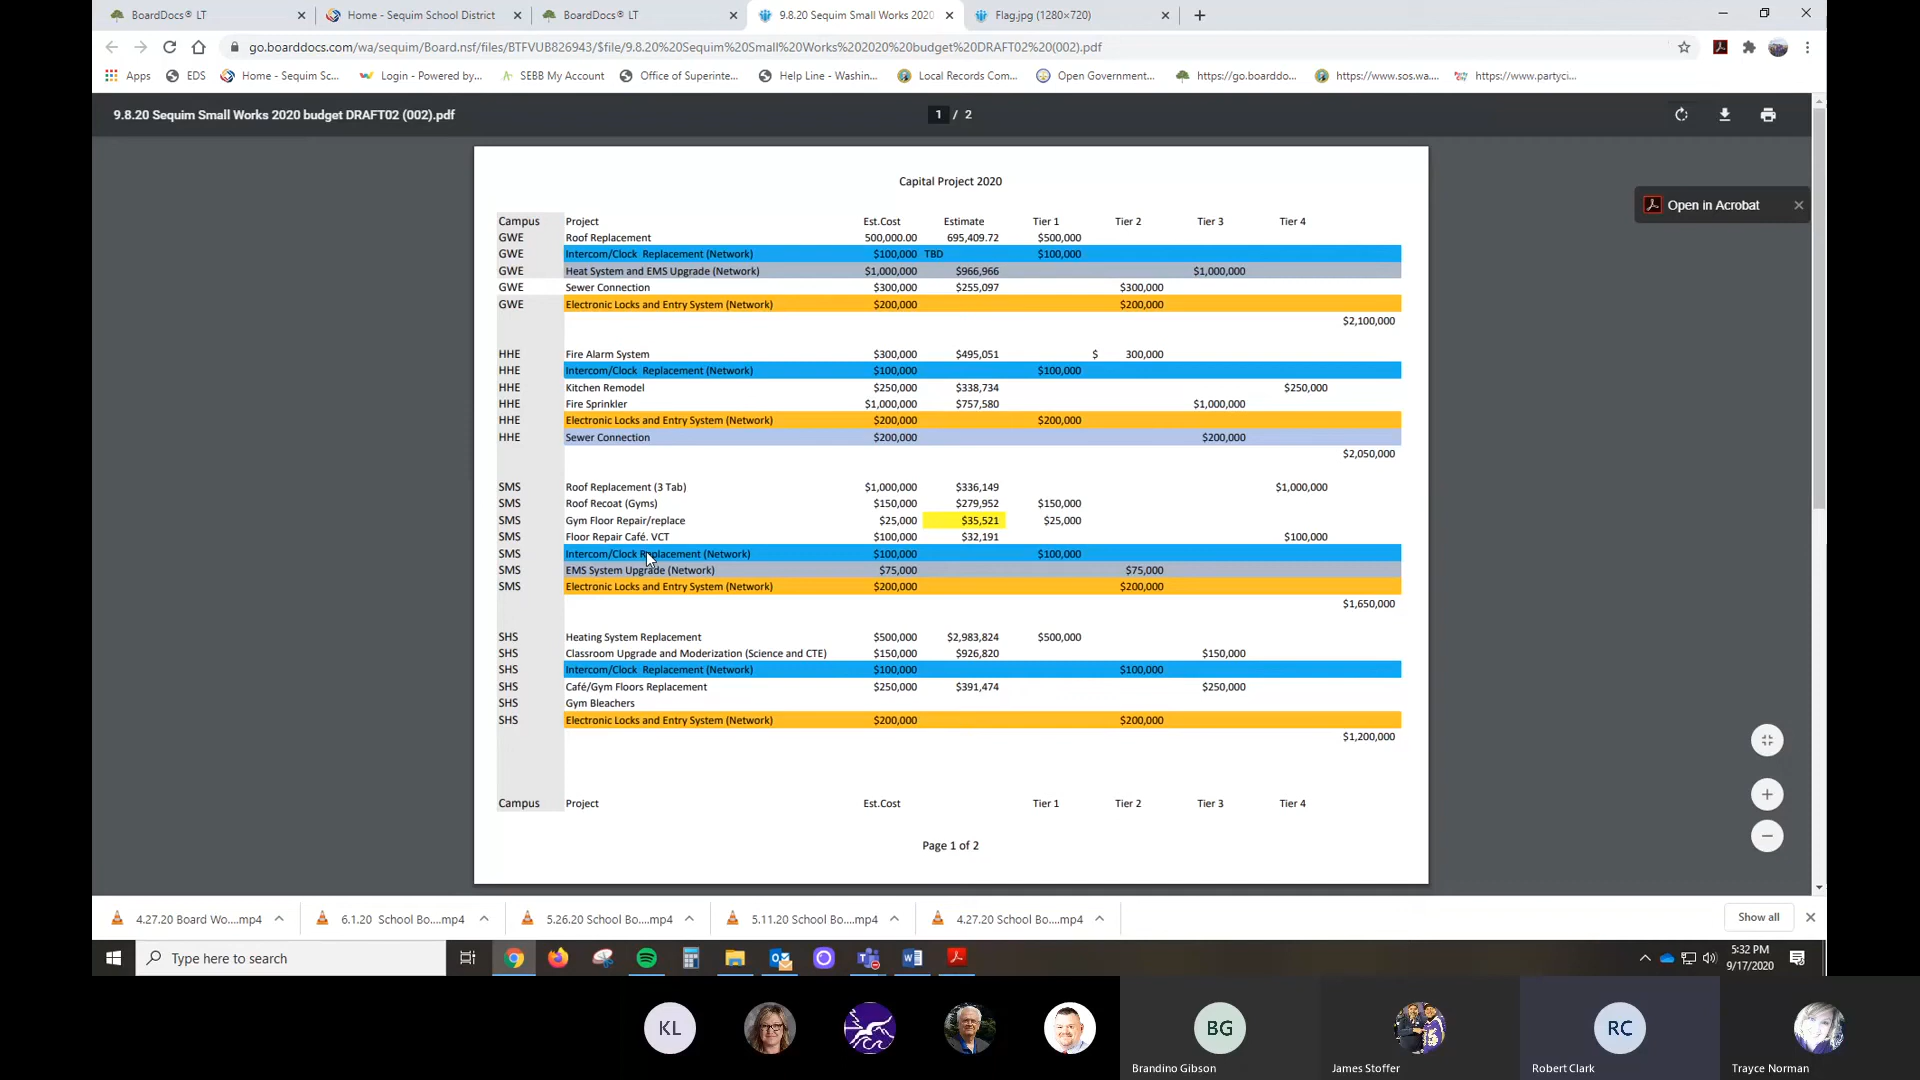 BoardDocs® LT
Home - Sequim School District
BoardDocs® LT
9.8.20 Sequim Small Works 2020
Flag.jpg (1280×720)
go.boarddocs.com/wa/sequim/Board.nsf/files/BTFVUB826943/$file/9.8.20%20Sequim%20Small%20Works%202020%20budget%20DRAFT02%20(002).pdf
Apps EDS Home - Sequim Sc... Login - Powered by... SEBB My Account Office of Superinte... Help Line - Washin... Local Records Com... Open Government... https://go.boarddo... https://www.sos.wa.... https://www.partyci...
9.8.20 Sequim Small Works 2020 budget DRAFT02 (002).pdf 1 / 2
Open in Acrobat
Capital Project 2020
Campus Project Est.Cost Estimate Tier 1 Tier 2 Tier 3 Tier 4
GWE Roof Replacement 500,000.00 695,409.72 $500,000
GWE Intercom/Clock Replacement (Network) $100,000 TBD $100,000
GWE Heat System and EMS Upgrade (Network) $1,000,000 $966,966 $1,000,000
GWE Sewer Connection $300,000 $255,097 $300,000
GWE Electronic Locks and Entry System (Network) $200,000 $200,000
$2,100,000
HHE Fire Alarm System $300,000 $495,051 $ 300,000
HHE Intercom/Clock Replacement (Network) $100,000 $100,000
HHE Kitchen Remodel $250,000 $338,734 $250,000
HHE Fire Sprinkler $1,000,000 $757,580 $1,000,000
HHE Electronic Locks and Entry System (Network) $200,000 $200,000
HHE Sewer Connection $200,000 $200,000
$2,050,000
SMS Roof Replacement (3 Tab) $1,000,000 $336,149 $1,000,000
SMS Roof Recoat (Gyms) $150,000 $279,952 $150,000
SMS Gym Floor Repair/replace $25,000 $35,521 $25,000
SMS Floor Repair Café. VCT $100,000 $32,191 $100,000
SMS Intercom/Clock Replacement (Network) $100,000 $100,000
SMS EMS System Upgrade (Network) $75,000 $75,000
SMS Electronic Locks and Entry System (Network) $200,000 $200,000
$1,650,000
SHS Heating System Replacement $500,000 $2,983,824 $500,000
SHS Classroom Upgrade and Moderization (Science and CTE) $150,000 $926,820 $150,000
SHS Intercom/Clock Replacement (Network) $100,000 $100,000
SHS Café/Gym Floors Replacement $250,000 $391,474 $250,000
SHS Gym Bleachers
SHS Electronic Locks and Entry System (Network) $200,000 $200,000
$1,200,000
Campus Project Est.Cost Tier 1 Tier 2 Tier 3 Tier 4
Page 1 of 2
4.27.20 Board Wo....mp4 6.1.20 School Bo....mp4 5.26.20 School Bo....mp4 5.11.20 School Bo....mp4 4.27.20 School Bo....mp4 Show all
Type here to search
5:32 PM
9/17/2020
KL BG RC
Brandino Gibson James Stoffer Robert Clark Trayce Norman